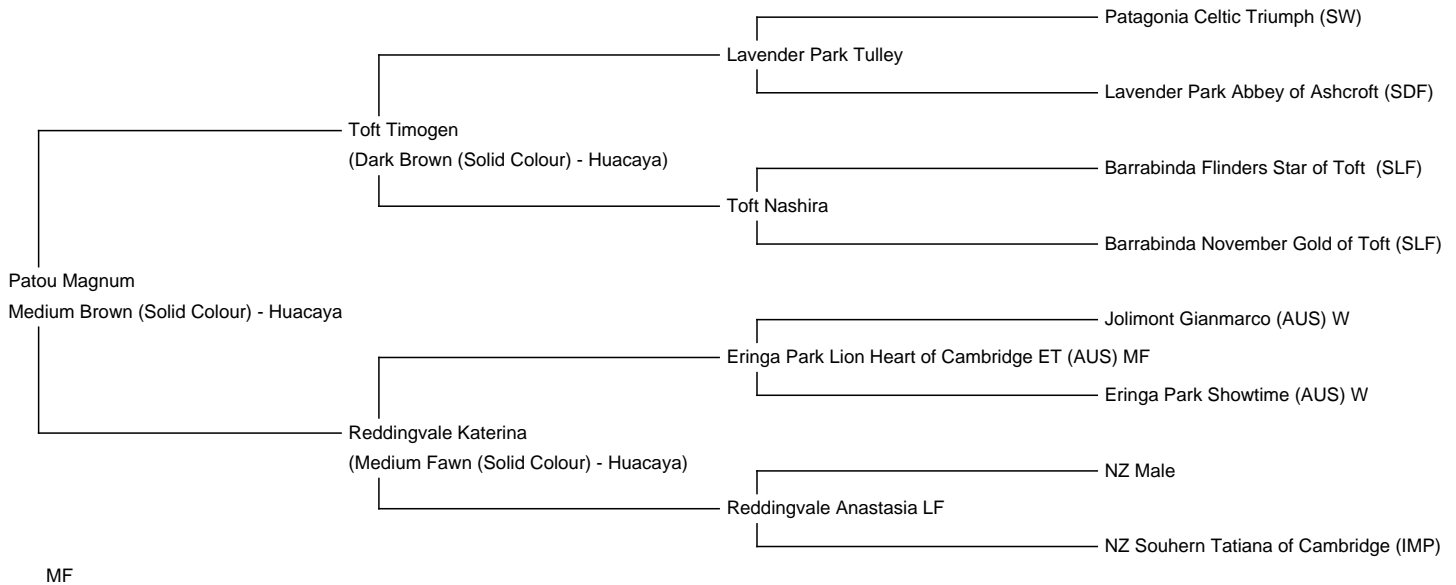 Patagonia Celtic Triumph (SW)
Lavender Park Tulley
Lavender Park Abbey of Ashcroft (SDF)
Toft Timogen
(Dark Brown (Solid Colour) - Huacaya)
Barrabinda Flinders Star of Toft (SLF)
Toft Nashira
Barrabinda November Gold of Toft (SLF)
Patou Magnum
Medium Brown (Solid Colour) - Huacaya
Jolimont Gianmarco (AUS) W
Eringa Park Lion Heart of Cambridge ET (AUS) MF
Eringa Park Showtime (AUS) W
Reddingvale Katerina
(Medium Fawn (Solid Colour) - Huacaya)
NZ Male
Reddingvale Anastasia LF
NZ Souhern Tatiana of Cambridge (IMP)
MF